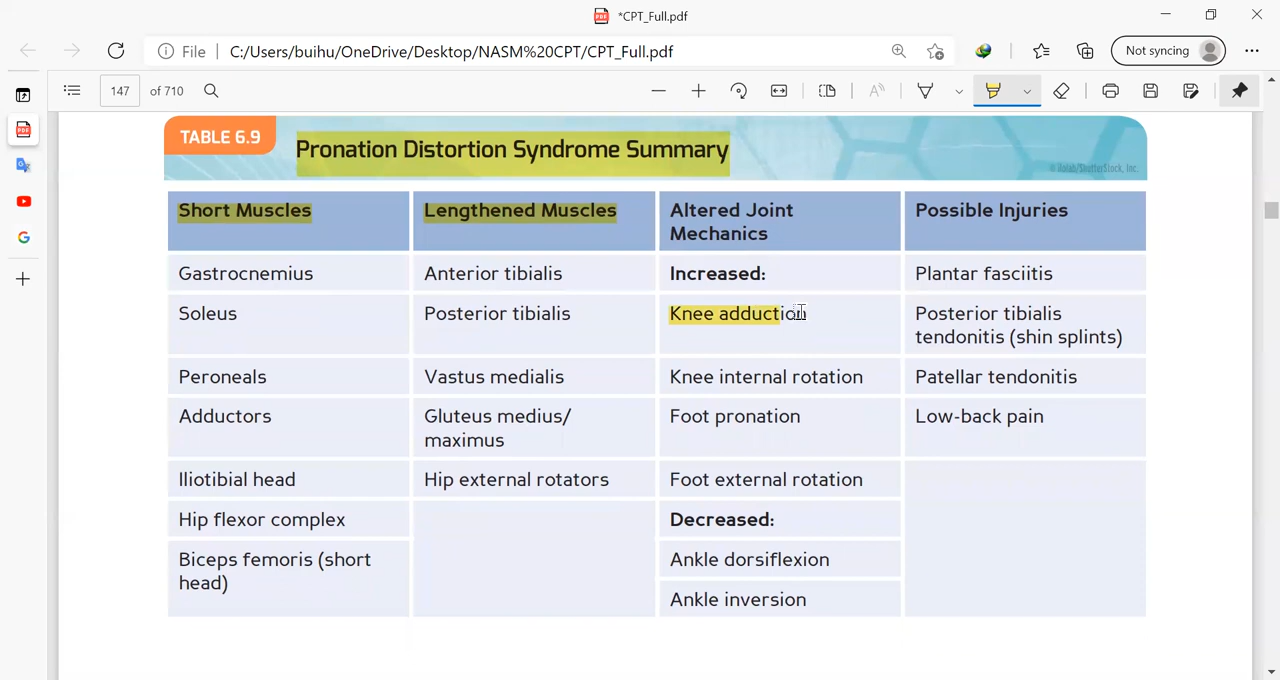 *CPT_Full.pdf
File
C:/Users/buihu/OneDrive/Desktop/NASM%20CPT/CPT_Full.pdf
Not syncing
147 of 710
TABLE 6.9
Pronation Distortion Syndrome Summary
© ilolab/ShutterStock, Inc.
Short Muscles
Lengthened Muscles
Altered Joint
Mechanics
Possible Injuries
Gastrocnemius
Anterior tibialis
Increased:
Plantar fasciitis
Soleus
Posterior tibialis
Knee adduction
Posterior tibialis
tendonitis (shin splints)
Peroneals
Vastus medialis
Knee internal rotation
Patellar tendonitis
Adductors
Gluteus medius/
maximus
Foot pronation
Low-back pain
Iliotibial head
Hip external rotators
Foot external rotation
Hip flexor complex
Decreased:
Biceps femoris (short
head)
Ankle dorsiflexion
Ankle inversion